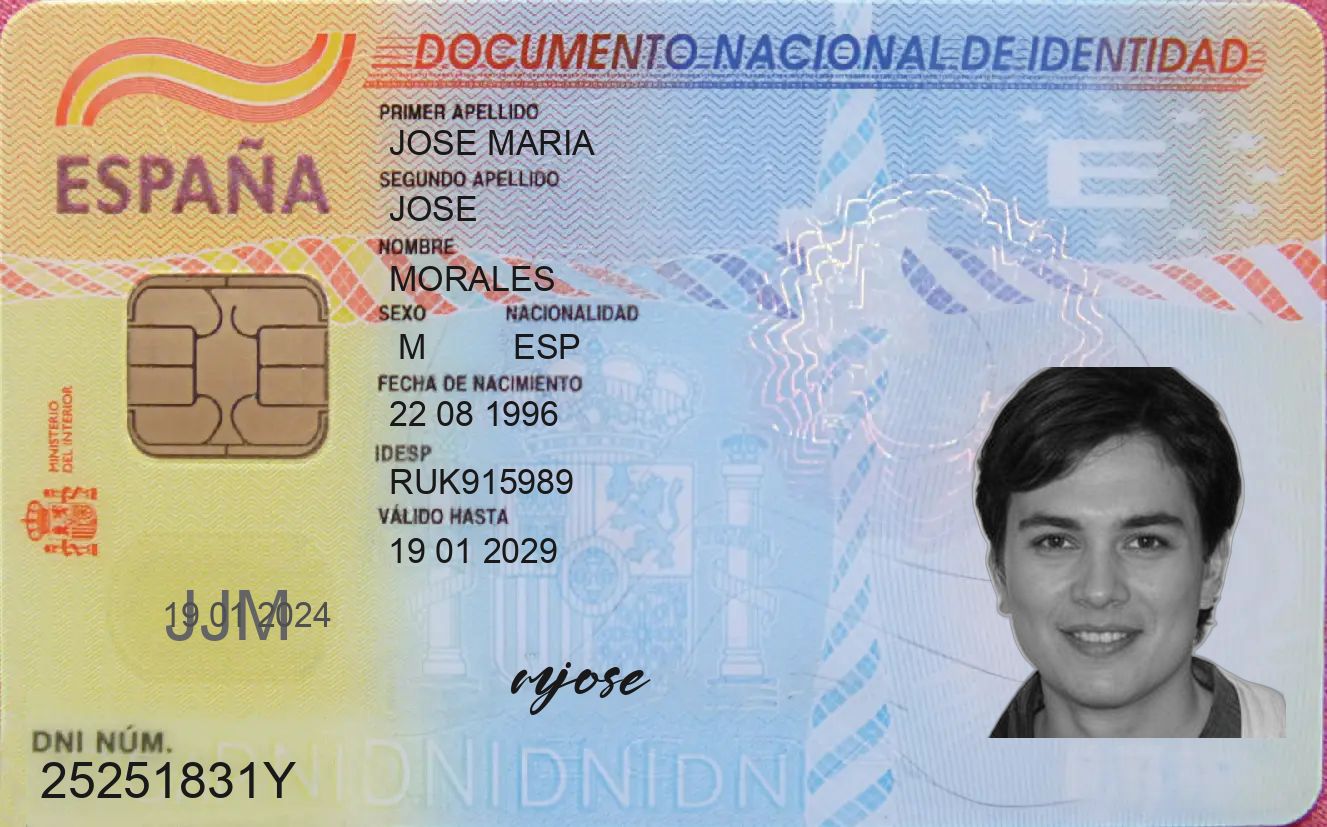 DOCUMENTO NACIONAL DE IDENTIDAD
ESPAÑA
PRIMER APELLIDO
JOSE MARIA
SEGUNDO APELLIDO
JOSE
NOMBRE
MORALES
SEXO NACIONALIDAD
M ESP
FECHA DE NACIMIENTO
22 08 1996
IDESP
RUK915989
VÁLIDO HASTA
19 01 2029
MINISTERIO
DEL INTERIOR
E
JJM
19 01 2024
mjose
DNI NÚM.
25251831Y
DNIDNIDNIDNI